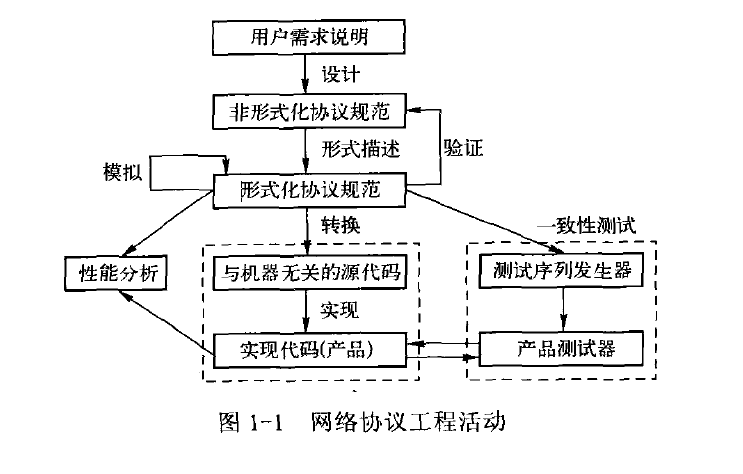 用户需求说明
设计
非形式化协议规范
形式描述
验证
模拟
形式化协议规范
转换
一致性测试
性能分析
与机器无关的源代码
测试序列发生器
实现
实现代码(产品)
产品测试器
图 1-1 网络协议工程活动